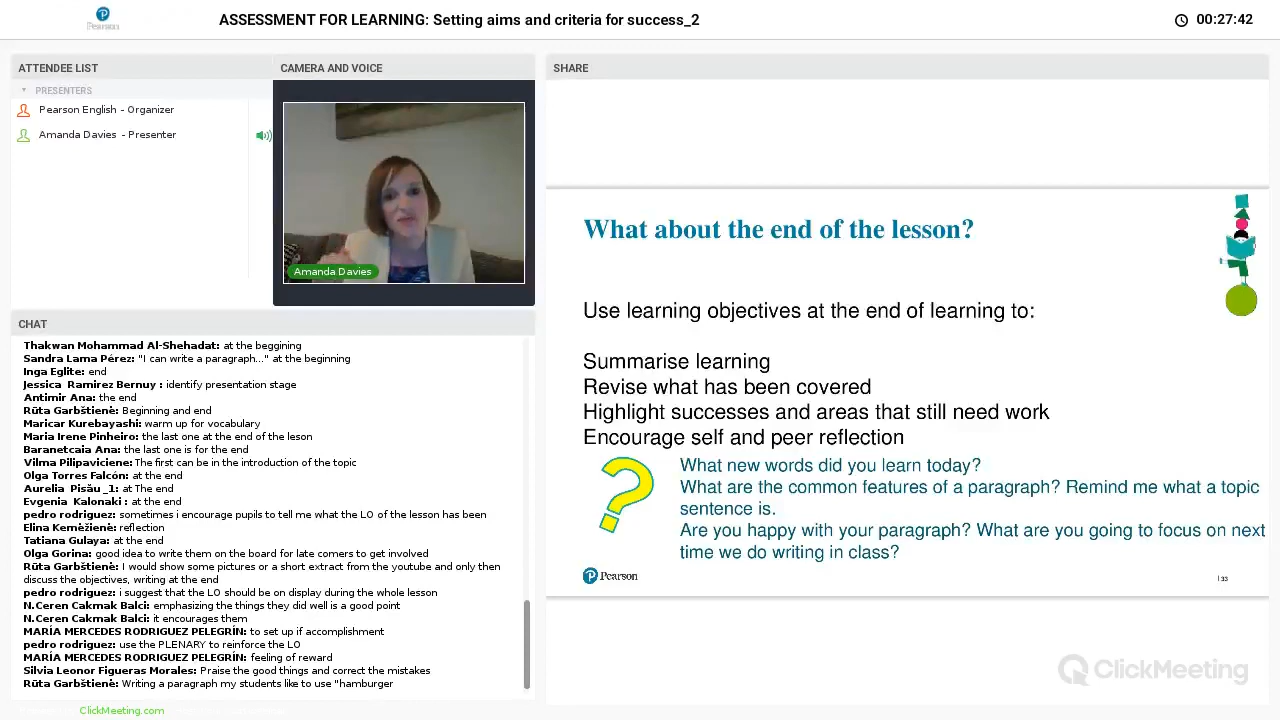 Pearson
ASSESSMENT FOR LEARNING: Setting aims and criteria for success_2
00:27:42
ATTENDEE LIST
PRESENTERS
Pearson English - Organizer
Amanda Davies - Presenter
CAMERA AND VOICE
Amanda Davies
CHAT
Thakwan Mohammad Al-Shehadat: at the beggining
Sandra Lama Pérez: "I can write a paragraph..." at the beginning
Inga Eglite: end
Jessica Ramirez Bernuy : identify presentation stage
Antimir Ana: the end
Rūta Garbštienė: Beginning and end
Maricar Kurebayashi: warm up for vocabulary
Maria Irene Pinheiro: the last one at the end of the leson
Baranetcaia Ana: the last one is for the end
Vilma Pilipaviciene: The first can be in the introduction of the topic
Olga Torres Falcón: at the end
Aurelia Pisău _1: at The end
Evgenia Kalonaki : at the end
pedro rodriguez: sometimes i encourage pupils to tell me what the LO of the lesson has been
Elina Kernėžienė: reflection
Tatiana Gulaya: at the end
Olga Gorina: good idea to write them on the board for late comers to get involved
Rūta Garbštienė: I would show some pictures or a short extract from the youtube and only then
discuss the objectives, writing at the end
pedro rodriguez: i suggest that the LO should be on display during the whole lesson
N.Ceren Cakmak Balci: emphasizing the things they did well is a good point
N.Ceren Cakmak Balci: it encourages them
MARÍA MERCEDES RODRIGUEZ PELEGRÍN: to set up if accomplishment
pedro rodriguez: use the PLENARY to reinforce the LO
MARÍA MERCEDES RODRIGUEZ PELEGRÍN: feeling of reward
Silvia Leonor Figueras Morales: Praise the good things and correct the mistakes
Rūta Garbštienė: Writing a paragraph my students like to use "hamburger
ClickMeeting.com
SHARE
What about the end of the lesson?
Use learning objectives at the end of learning to:
Summarise learning
Revise what has been covered
Highlight successes and areas that still need work
Encourage self and peer reflection
What new words did you learn today?
What are the common features of a paragraph? Remind me what a topic
sentence is.
Are you happy with your paragraph? What are you going to focus on next
time we do writing in class?
Pearson
33
ClickMeeting